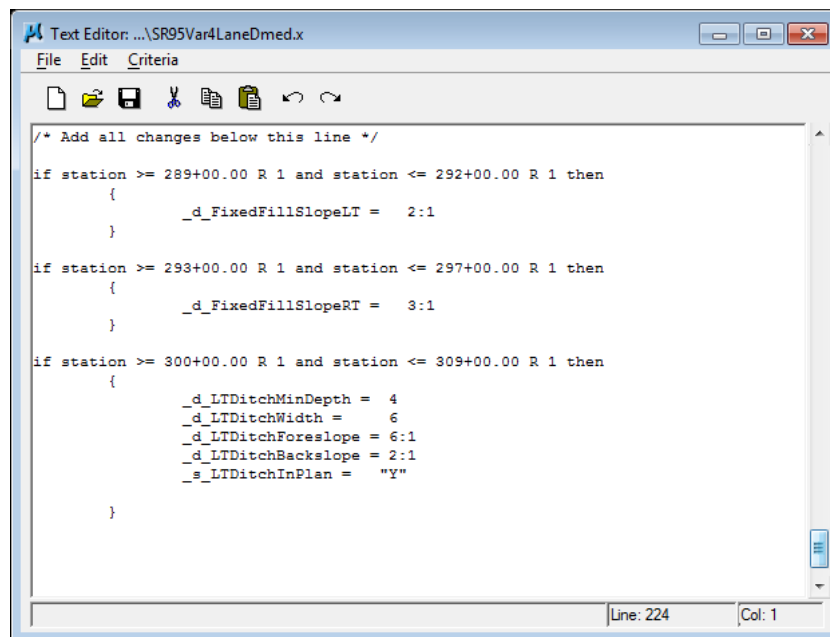 Text Editor: ...\SR95Var4LaneDmed.x
File Edit Criteria
/* Add all changes below this line */
if station >= 289+00.00 R 1 and station <= 292+00.00 R 1 then
{
_d_FixedFillSlopeLT = 2:1
}
if station >= 293+00.00 R 1 and station <= 297+00.00 R 1 then
{
_d_FixedFillSlopeRT = 3:1
}
if station >= 300+00.00 R 1 and station <= 309+00.00 R 1 then
{
_d_LTDitchMinDepth = 4
_d_LTDitchWidth = 6
_d_LTDitchForeslope = 6:1
_d_LTDitchBackslope = 2:1
_s_LTDitchInPlan = "Y"
}
Line: 224 Col: 1